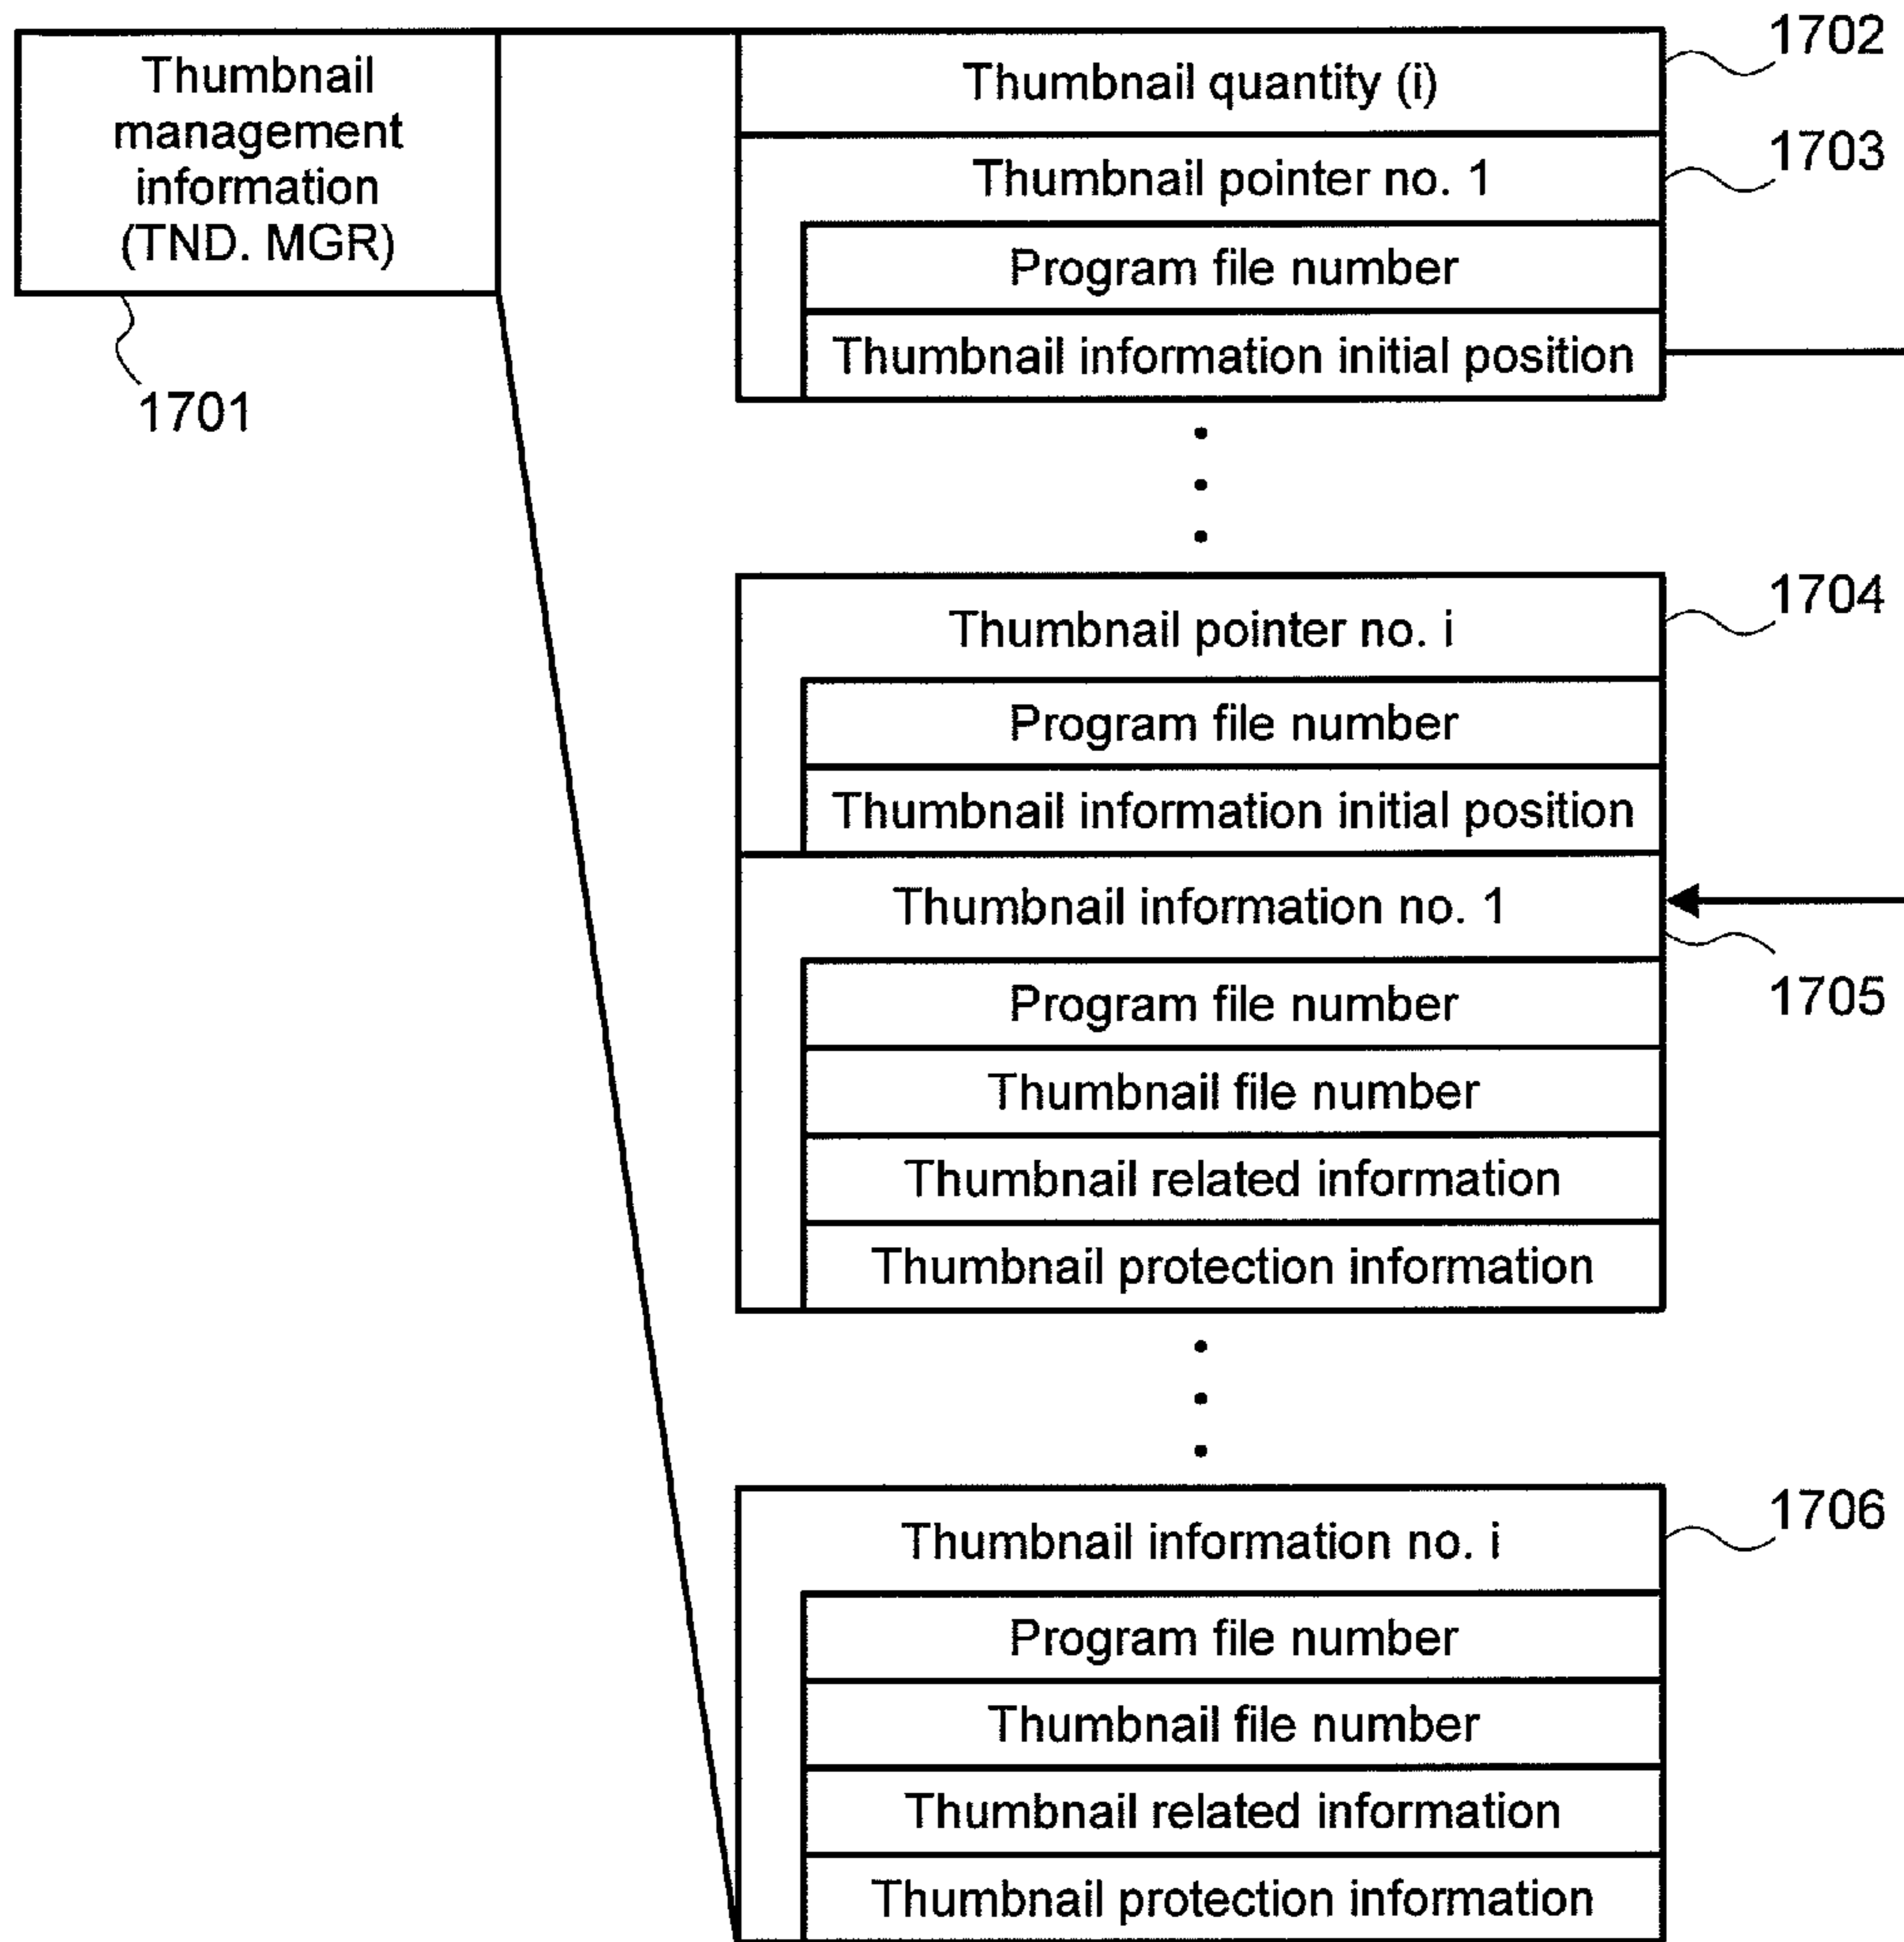 Thumbnail
management
information
(TND. MGR)
1701
Thumbnail quantity (i)
1702
Thumbnail pointer no. 1
1703
Program file number
Thumbnail information initial position
Thumbnail pointer no. i
1704
Program file number
Thumbnail information initial position
Thumbnail information no. 1
1705
Program file number
Thumbnail file number
Thumbnail related information
Thumbnail protection information
Thumbnail information no. i
1706
Program file number
Thumbnail file number
Thumbnail related information
Thumbnail protection information